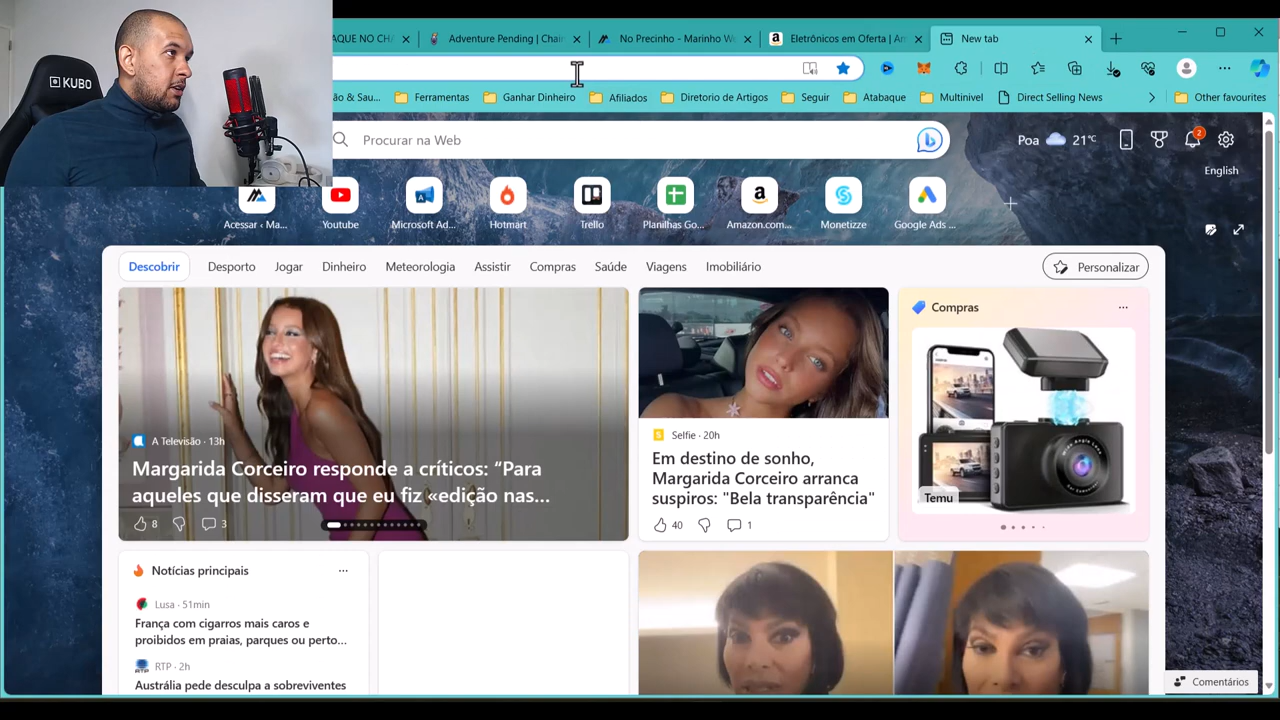 KUBO
AQUE NO CHA
Adventure Pending | Chai
No Precinho - Marinho W
Eletrônicos em Oferta | An
New tab
ão & Sau...
Ferramentas
Ganhar Dinheiro
Afiliados
Diretorio de Artigos
Seguir
Atabaque
Multinivel
Direct Selling News
Other favourites
Procurar na Web
Poa
21°C
2
English
Acessar ‹ Ma...
Youtube
Microsoft Ad...
Hotmart
Trello
Planilhas Go...
Amazon.com...
Monetizze
Google Ads ...
Descobrir
Desporto
Jogar
Dinheiro
Meteorologia
Assistir
Compras
Saúde
Viagens
Imobiliário
Personalizar
A Televisão · 13h
Margarida Corceiro responde a críticos: “Para
aqueles que disseram que eu fiz «edição nas...
8
3
Selfie · 20h
Em destino de sonho,
Margarida Corceiro arranca
suspiros: "Bela transparência"
40
1
Compras
Temu
Notícias principais
Lusa · 51min
França com cigarros mais caros e
proibidos em praias, parques ou perto...
RTP · 2h
Austrália pede desculpa a sobreviventes
Comentários